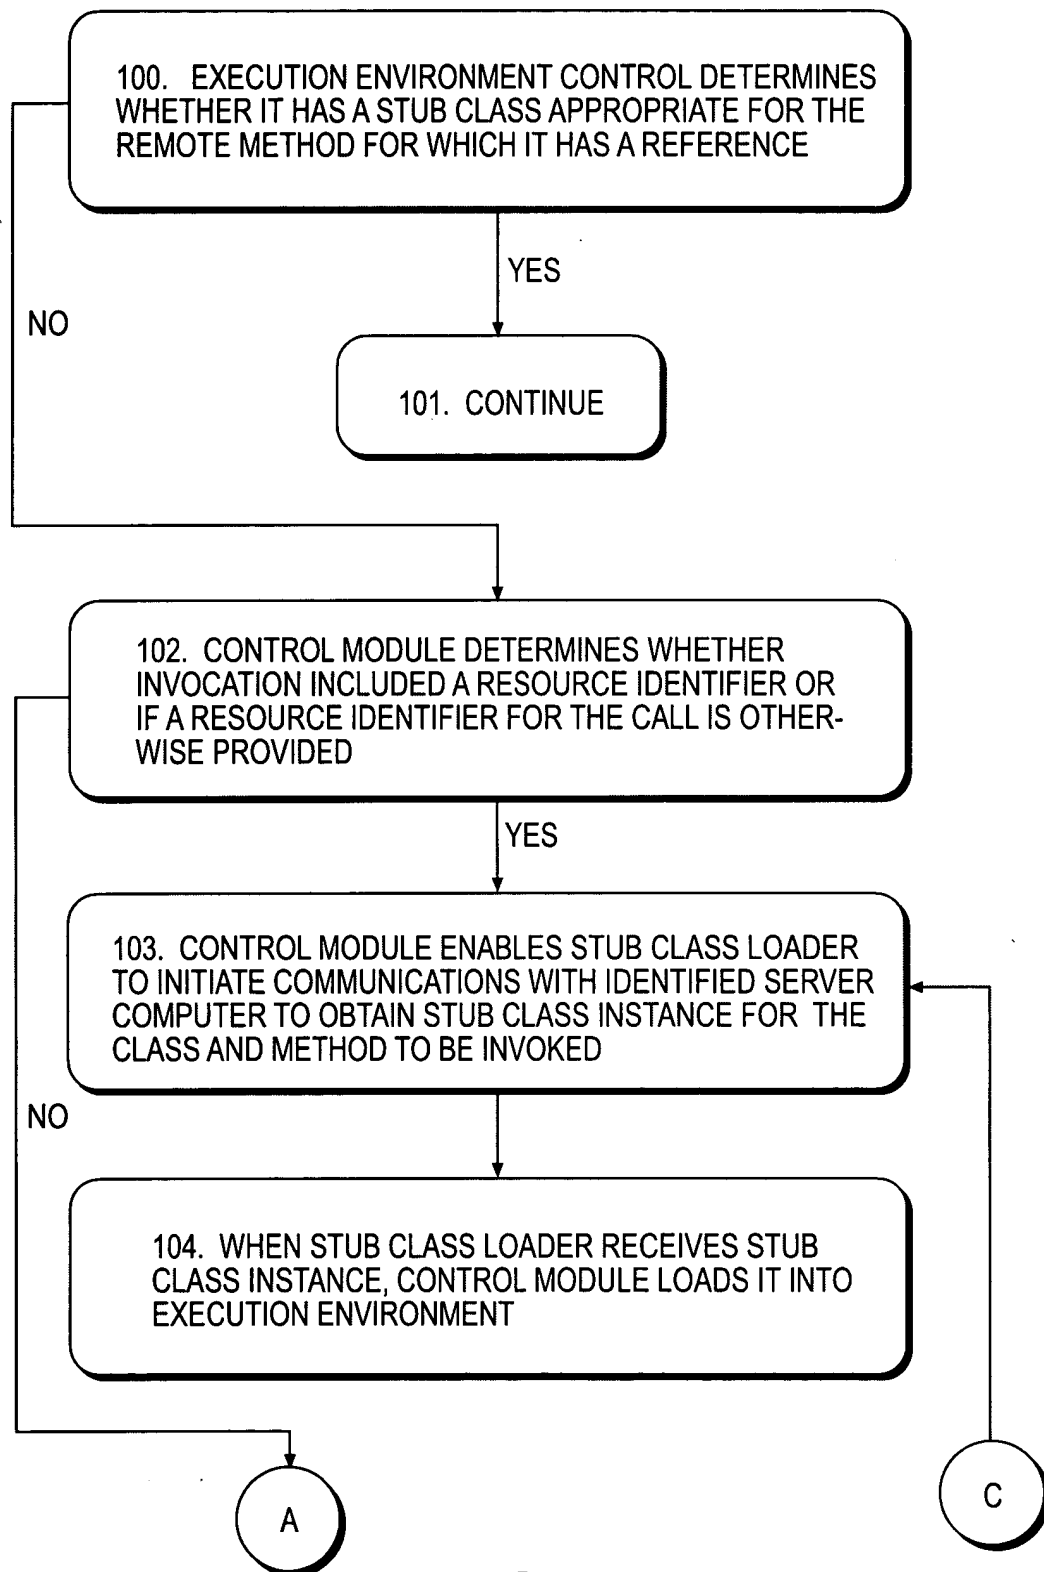 100. EXECUTION ENVIRONMENT CONTROL DETERMINES
WHETHER IT HAS A STUB CLASS APPROPRIATE FOR THE
REMOTE METHOD FOR WHICH IT HAS A REFERENCE
YES
NO
101. CONTINUE
102. CONTROL MODULE DETERMINES WHETHER
INVOCATION INCLUDED A RESOURCE IDENTIFIER OR
IF A RESOURCE IDENTIFIER FOR THE CALL IS OTHER-
WISE PROVIDED
YES
103. CONTROL MODULE ENABLES STUB CLASS LOADER
TO INITIATE COMMUNICATIONS WITH IDENTIFIED SERVER
COMPUTER TO OBTAIN STUB CLASS INSTANCE FOR THE
CLASS AND METHOD TO BE INVOKED
NO
104. WHEN STUB CLASS LOADER RECEIVES STUB
CLASS INSTANCE, CONTROL MODULE LOADS IT INTO
EXECUTION ENVIRONMENT
A
C